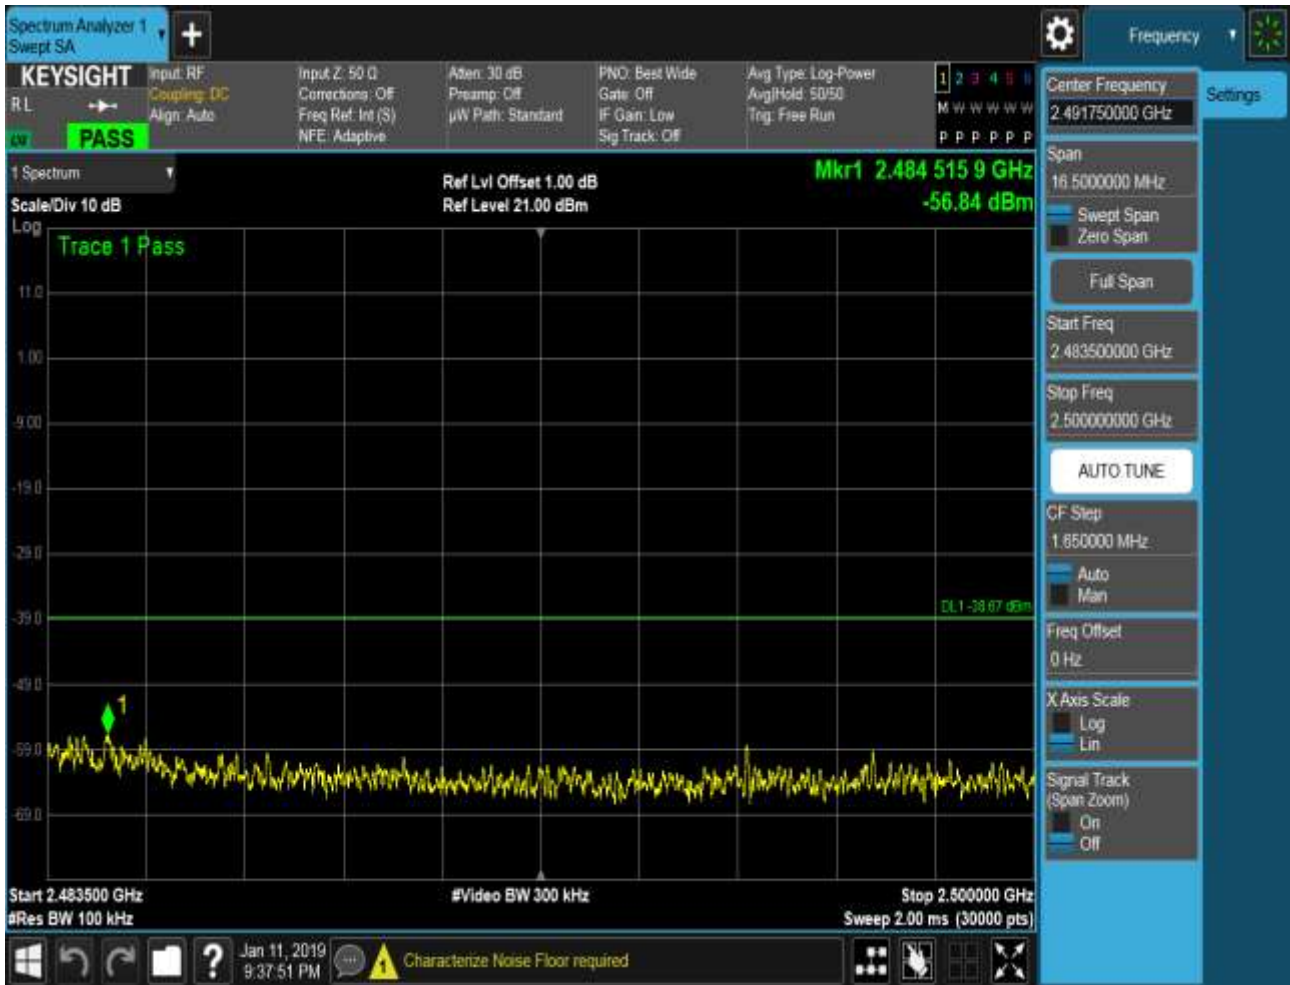 Spectrum Analyzer 1
Swept SA
+
Frequency
KEYSIGHT
RL
PASS
Input: RF
Coupling: DC
Align: Auto
Input Z: 50 Ω
Corrections: Off
Freq Ref: Int (S)
NFE: Adaptive
Atten: 30 dB
Preamp: Off
µW Path: Standard
PNO: Best Wide
Gate: Off
IF Gain: Low
Sig Track: Off
Avg Type: Log-Power
Avg|Hold: 50/50
Trig: Free Run
1 2 3 4 5 6
M W W W W W
P P P P P P
1 Spectrum
Scale/Div 10 dB
Log
Ref Lvl Offset 1.00 dB
Ref Level 21.00 dBm
Mkr1 2.484 515 9 GHz
-56.84 dBm
Trace 1 Pass
11.0
1.00
-9.00
-19.0
-29.0
-39.0
DL1 -38.67 dBm
-49.0
1
-59.0
-69.0
Start 2.483500 GHz
#Res BW 100 kHz
#Video BW 300 kHz
Stop 2.500000 GHz
Sweep 2.00 ms (30000 pts)
Center Frequency
2.491750000 GHz
Settings
Span
16.5000000 MHz
Swept Span
Zero Span
Full Span
Start Freq
2.483500000 GHz
Stop Freq
2.500000000 GHz
AUTO TUNE
CF Step
1.650000 MHz
Auto
Man
Freq Offset
0 Hz
X Axis Scale
Log
Lin
Signal Track
(Span Zoom)
On
Off
?
Jan 11, 2019
9:37:51 PM
1
Characterize Noise Floor required